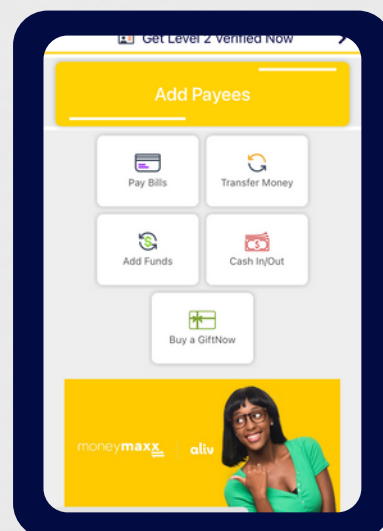 Get Level 2 Verified Now
Add Payees
Pay Bills
Transfer Money
Add Funds
Cash In/Out
Buy a GiftNow
moneymaxx
aliv